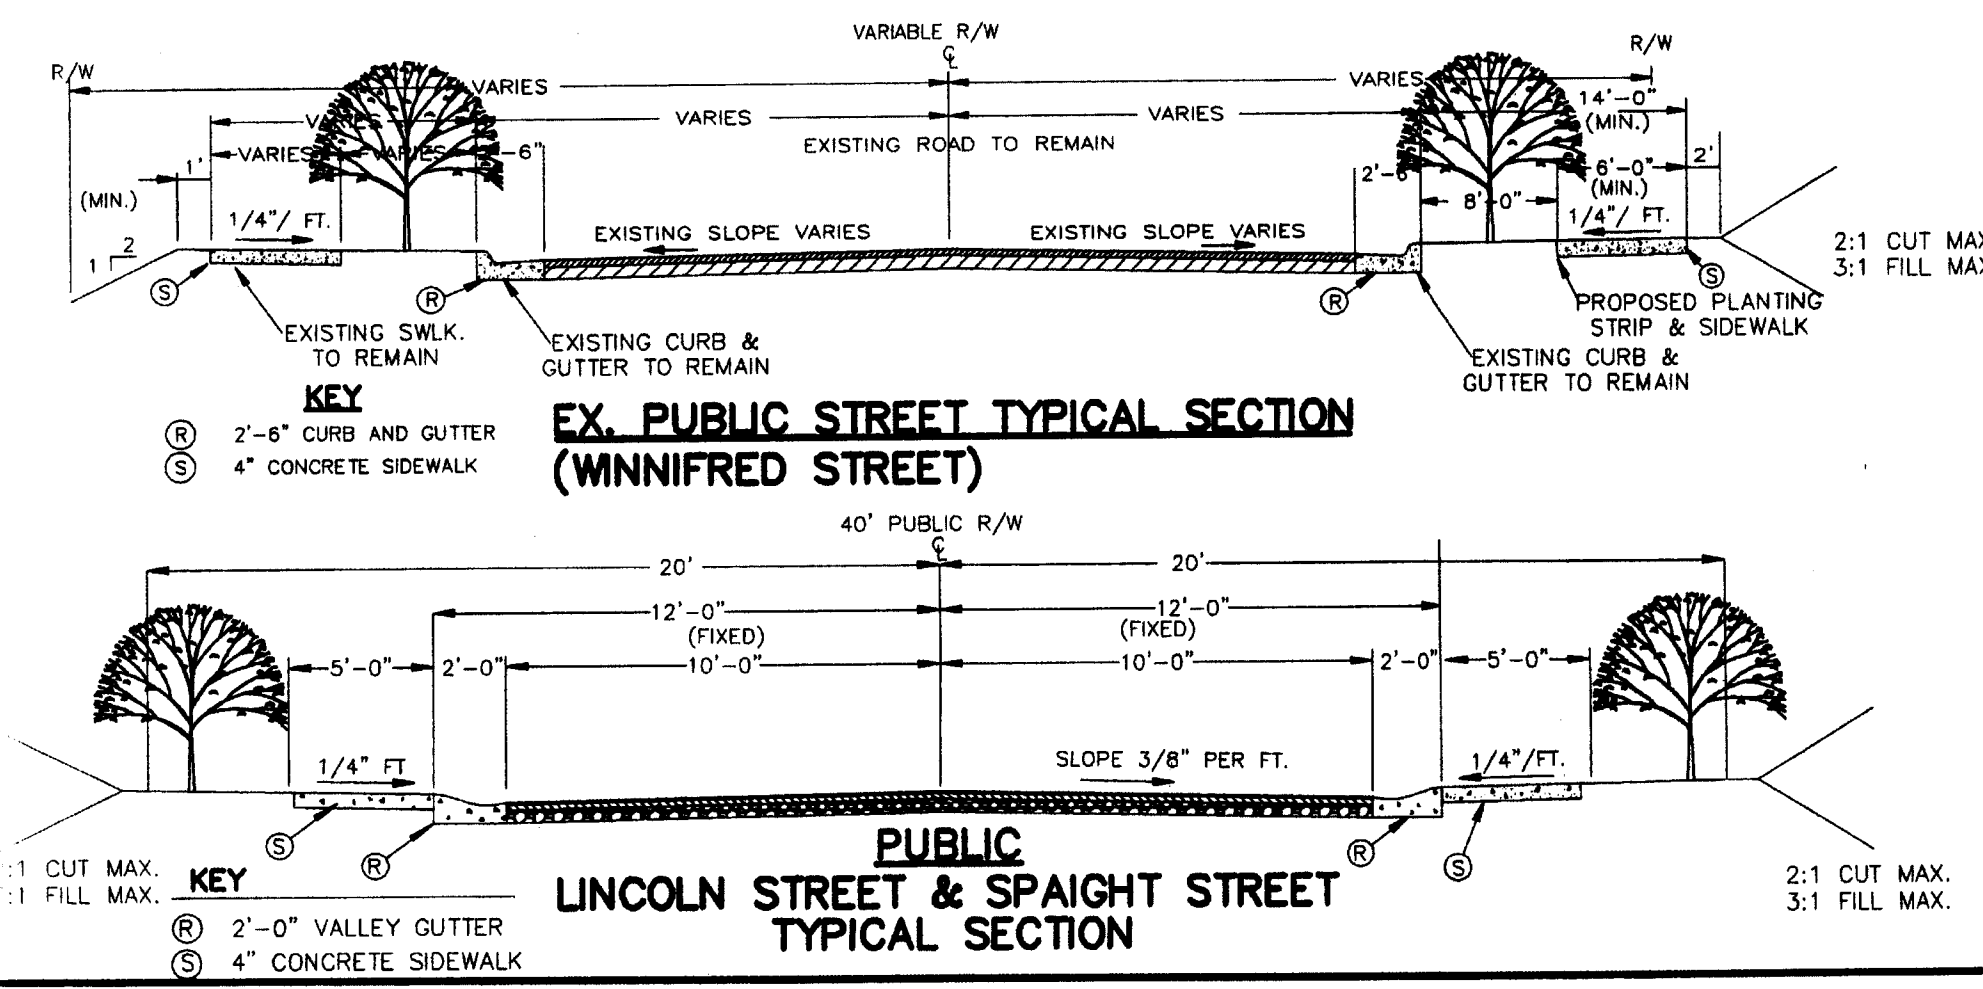 VARIABLE R/W
℄
R/W
R/W
VARIES
VARIES
14'-0"
(MIN.)
VARIES
VARIES
VARIES
EXISTING ROAD TO REMAIN
VARIES
VARIES
-6"
1'
(MIN.)
2'-6
8'-0"
6'-0"
(MIN.)
2'
1/4"/ FT.
1/4"/ FT.
EXISTING SLOPE VARIES
EXISTING SLOPE VARIES
2
1
2:1 CUT MAX
3:1 FILL MAX
S
R
R
S
EXISTING SWLK.
TO REMAIN
EXISTING CURB &
GUTTER TO REMAIN
PROPOSED PLANTING
STRIP & SIDEWALK
EXISTING CURB &
GUTTER TO REMAIN
KEY
R 2'-6" CURB AND GUTTER
S 4" CONCRETE SIDEWALK
EX. PUBLIC STREET TYPICAL SECTION
(WINNIFRED STREET)
40' PUBLIC R/W
℄
20'
20'
12'-0"
(FIXED)
12'-0"
(FIXED)
5'-0"
2'-0"
10'-0"
10'-0"
2'-0"
5'-0"
1/4" FT
SLOPE 3/8" PER FT.
1/4"/FT.
S
R
R
S
:1 CUT MAX.
:1 FILL MAX.
2:1 CUT MAX.
3:1 FILL MAX.
KEY
R 2'-0" VALLEY GUTTER
S 4" CONCRETE SIDEWALK
PUBLIC
LINCOLN STREET & SPAIGHT STREET
TYPICAL SECTION